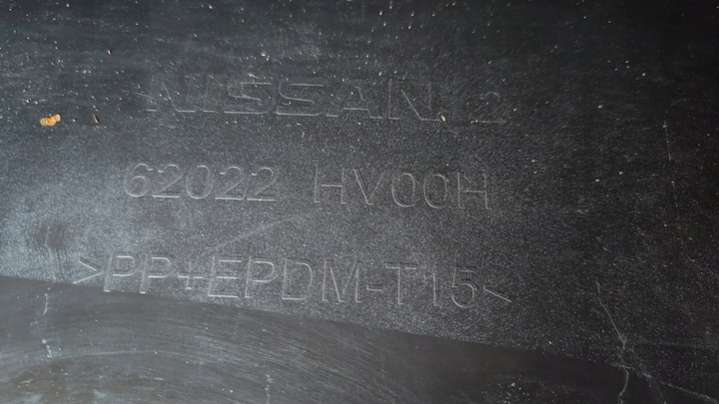 NISSAN-2
62022 HV00H
>PP+EPDM-T15<